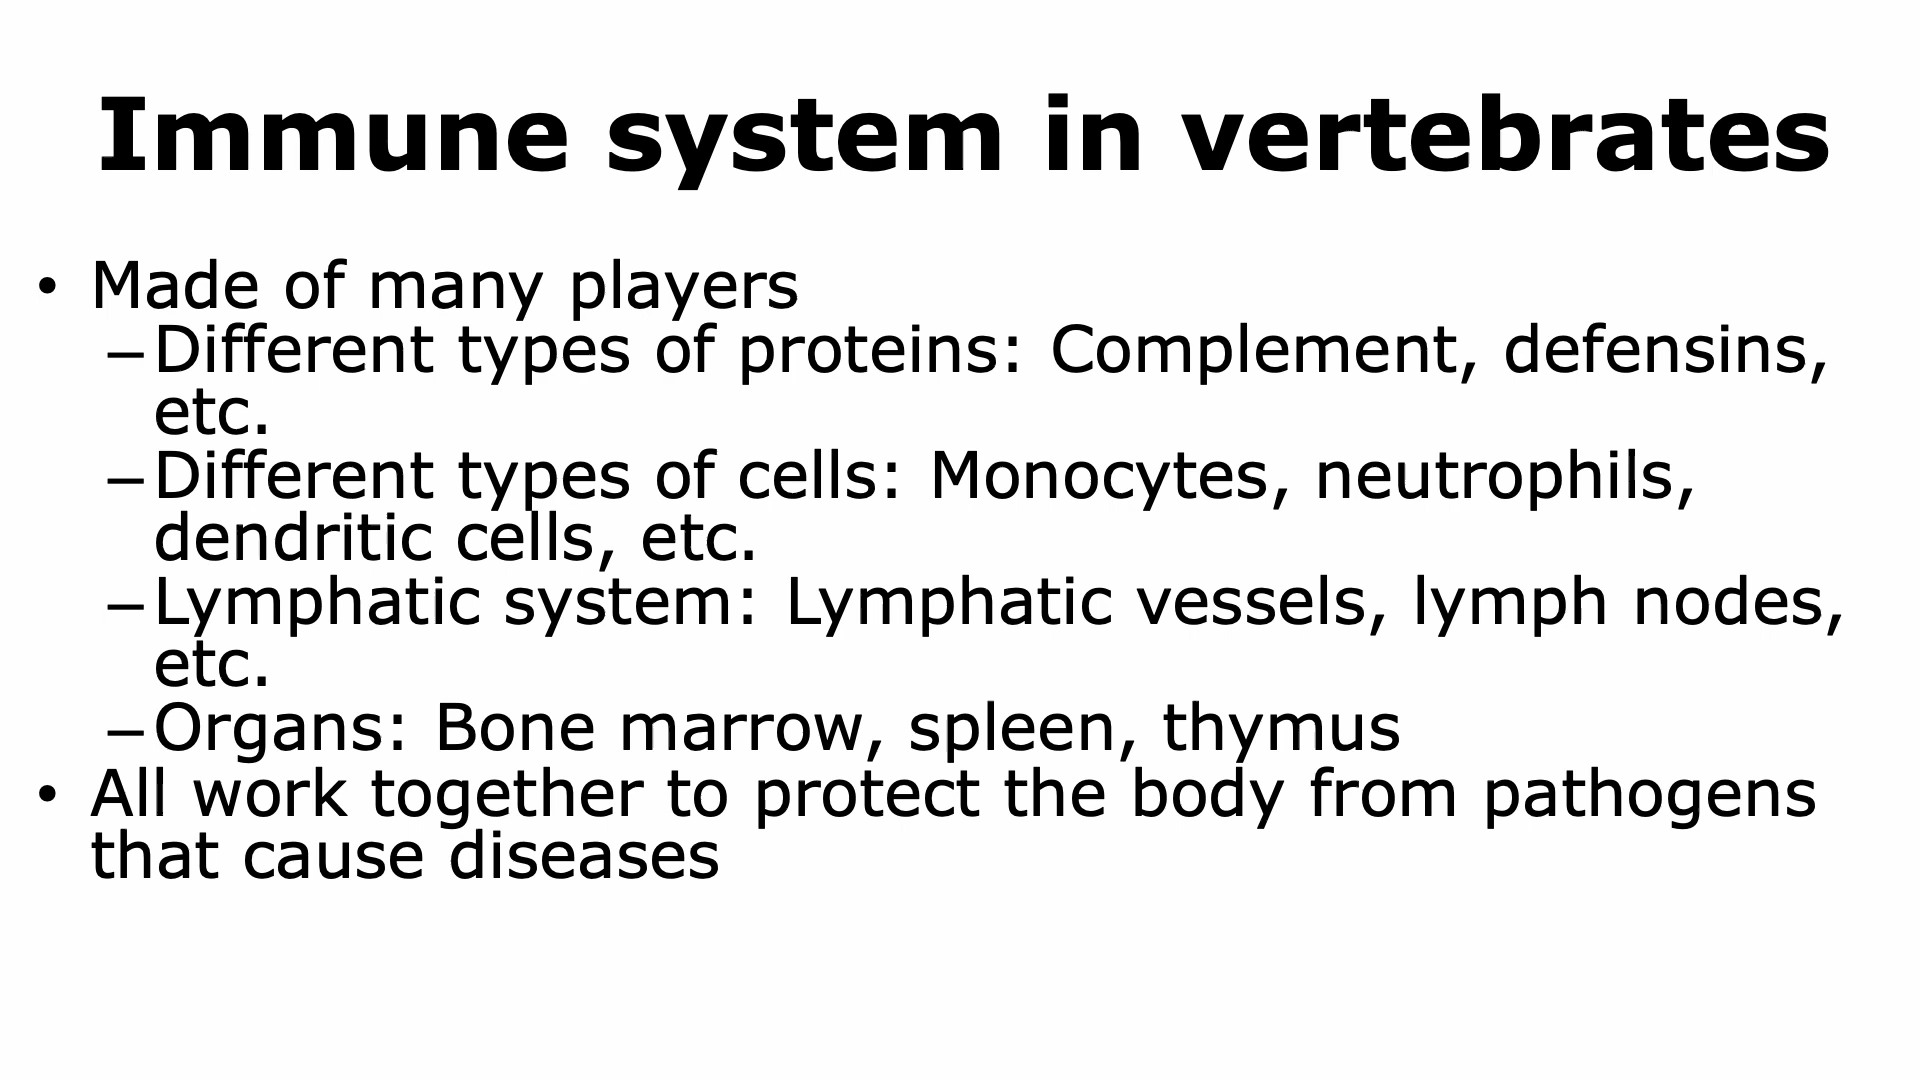 Immune system in vertebrates
• Made of many players
–Different types of proteins: Complement, defensins,
etc.
–Different types of cells: Monocytes, neutrophils,
dendritic cells, etc.
–Lymphatic system: Lymphatic vessels, lymph nodes,
etc.
–Organs: Bone marrow, spleen, thymus
• All work together to protect the body from pathogens
that cause diseases